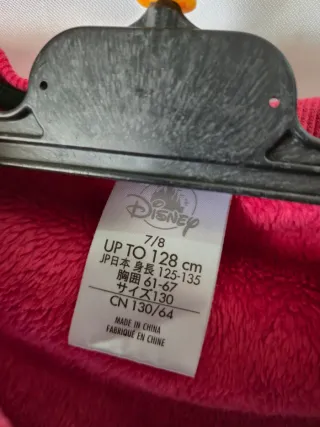 Disney
7/8
UP TO 128 cm
JP日本 身長 125-135
胸囲 61-67
サイズ130
CN 130/64
MADE IN CHINA
FABRIQUÉ EN CHINE